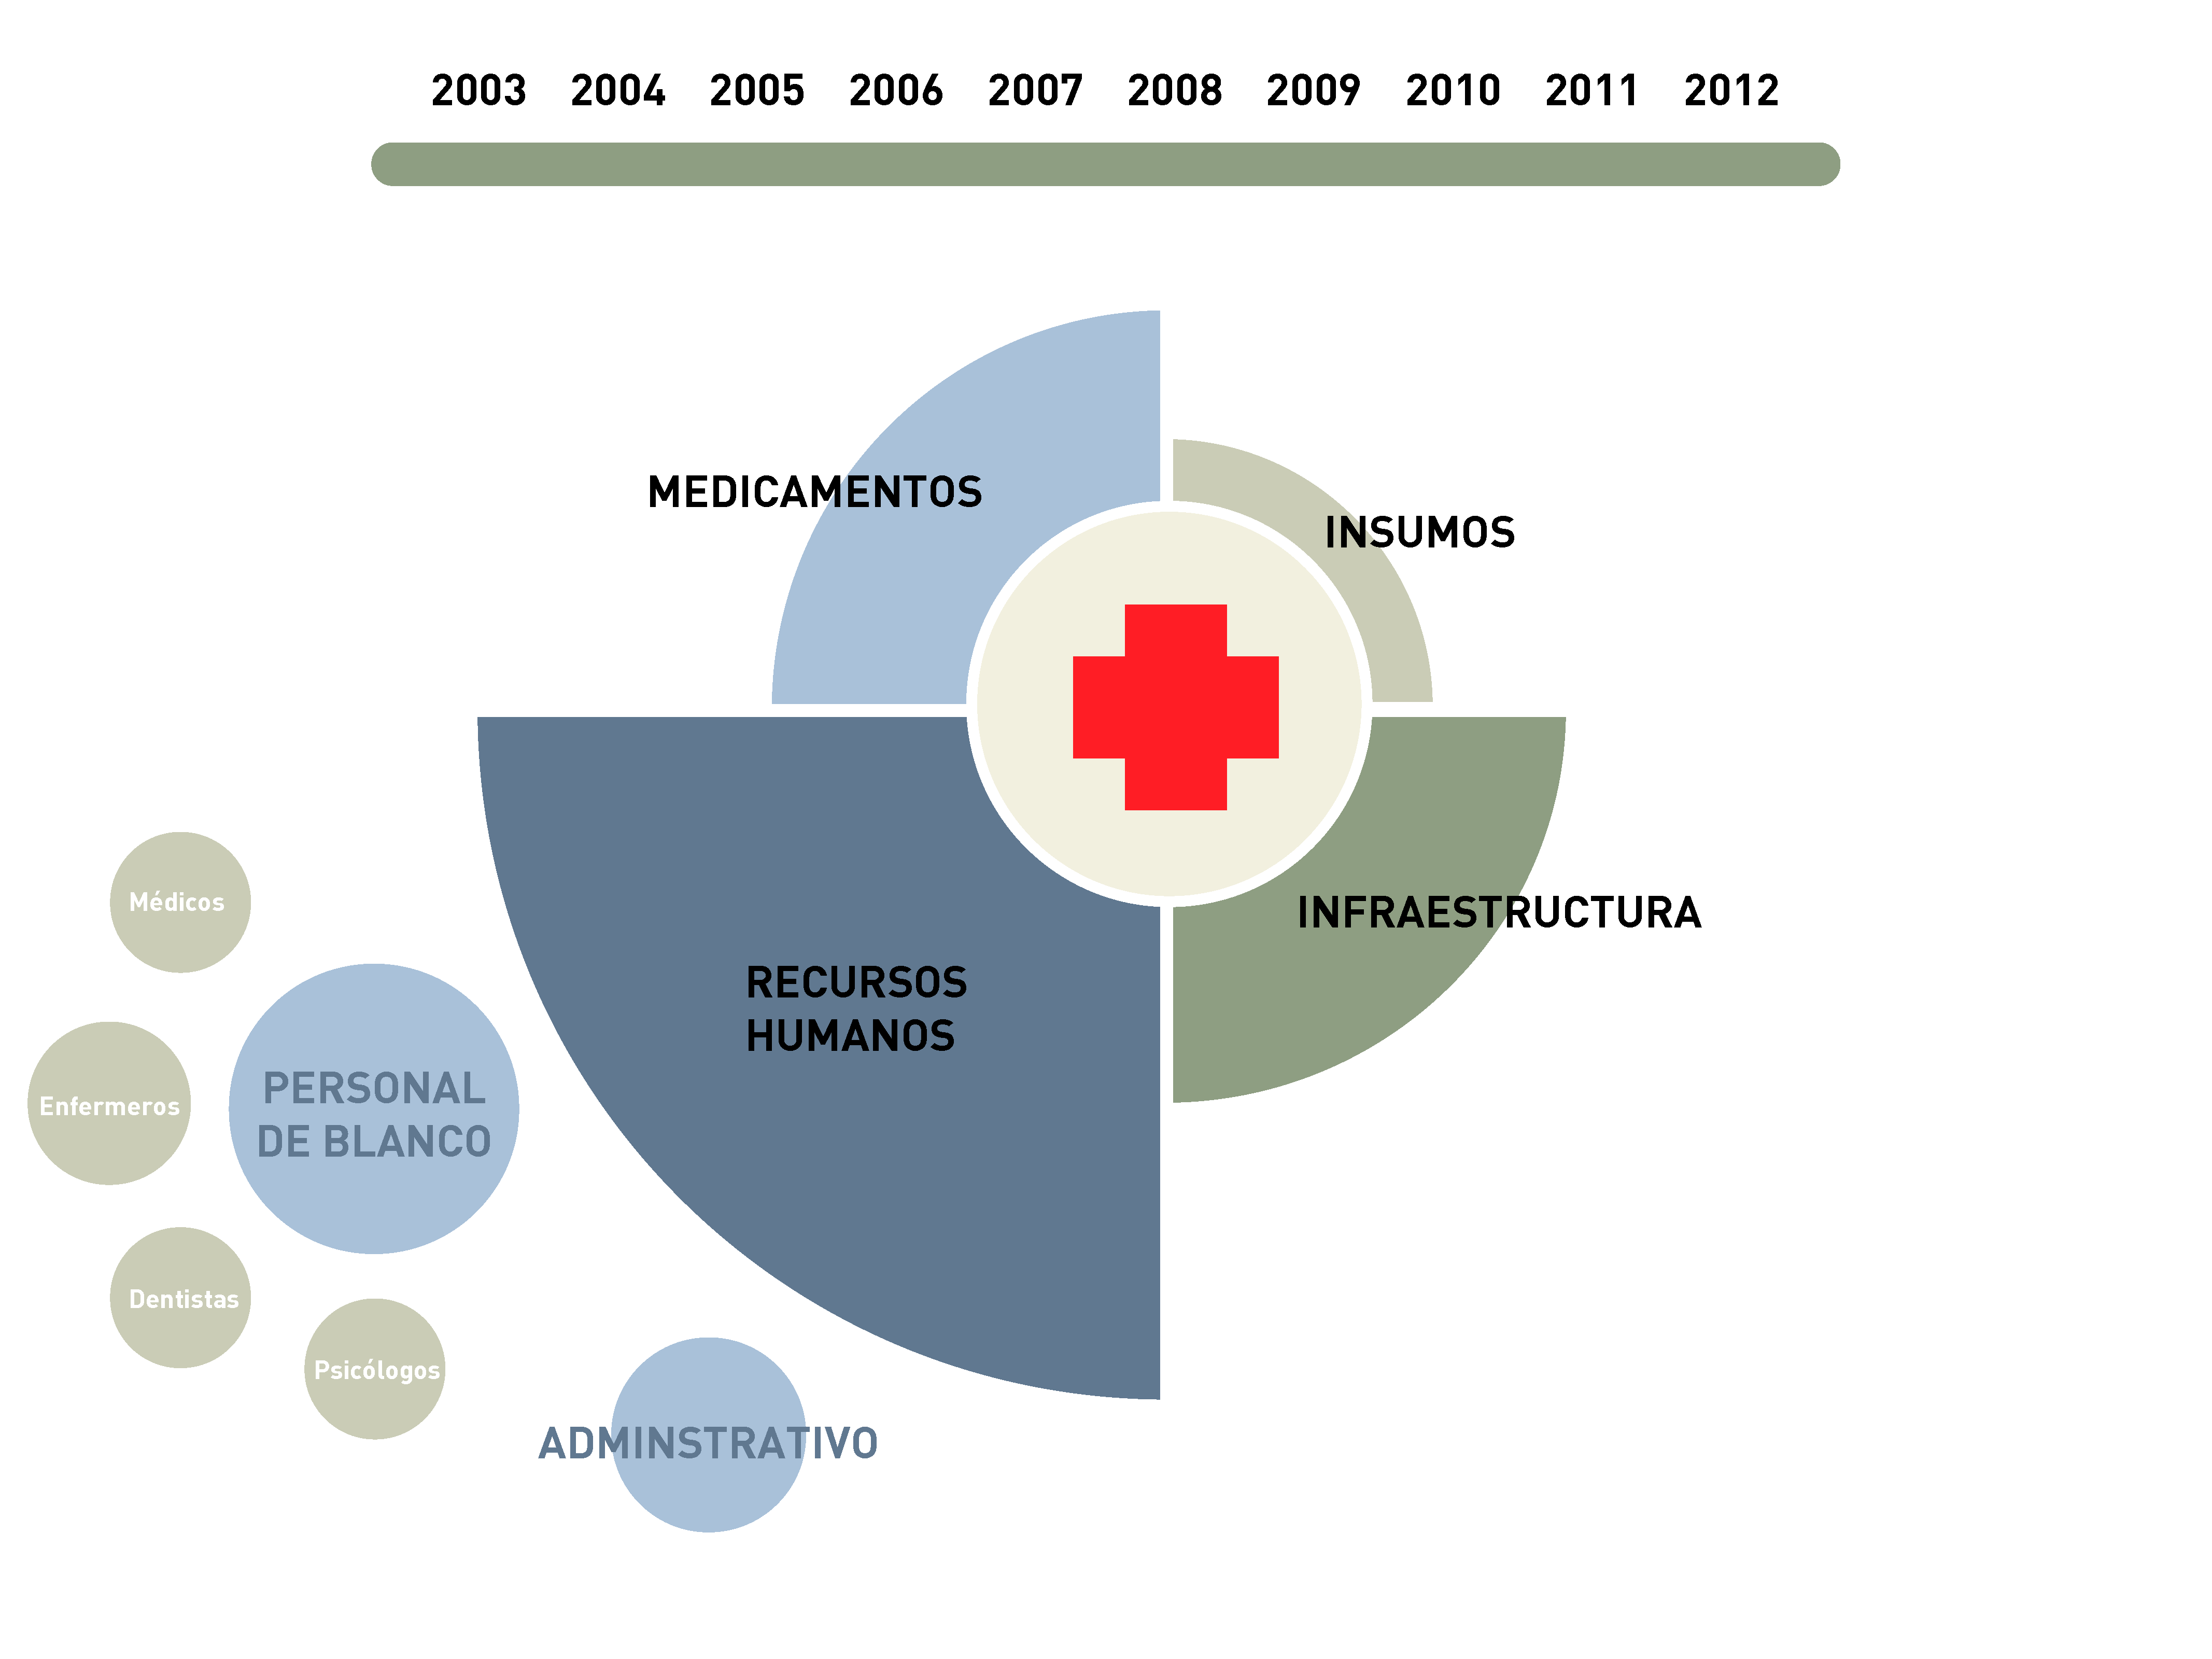 2003 2004 2005 2006 2007 2008 2009 2010 2011 2012
MEDICAMENTOS
INSUMOS
INFRAESTRUCTURA
RECURSOS
HUMANOS
Médicos
PERSONAL
DE BLANCO
Enfermeros
Dentistas
Psicólogos
ADMINSTRATIVO